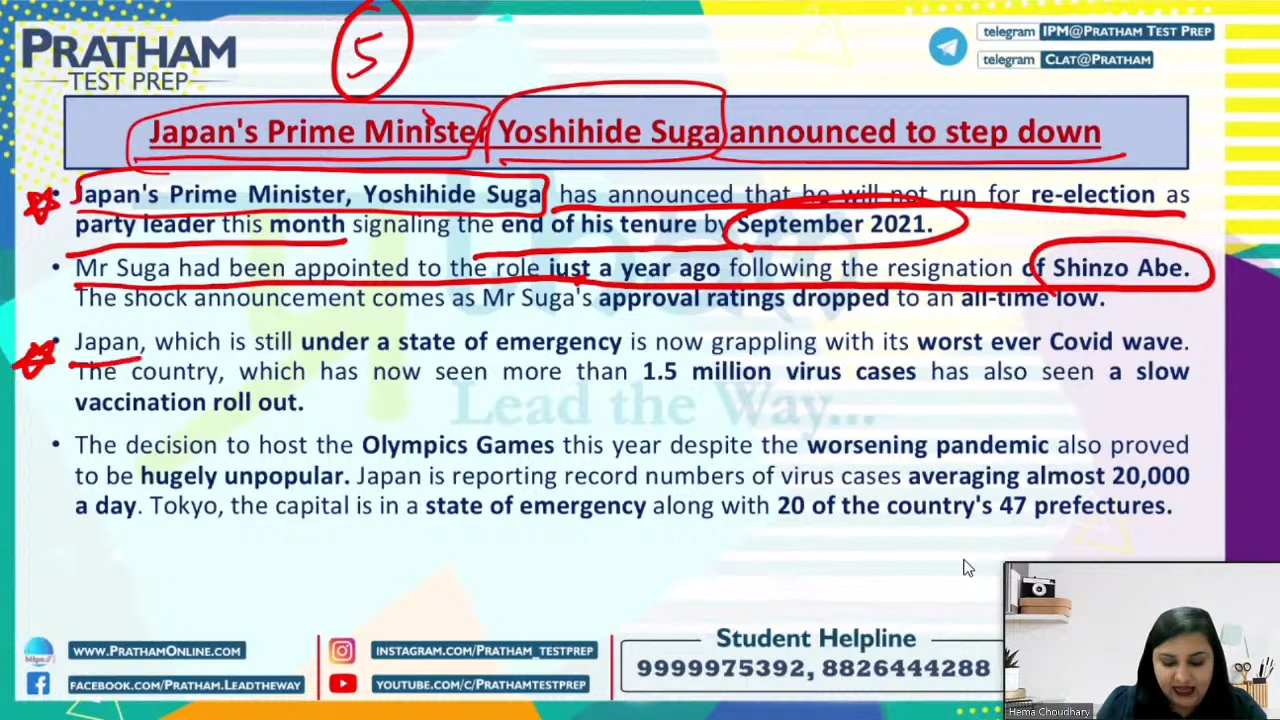 5
PRATHAM
TEST PREP
telegram IPM@PRATHAM TEST PREP
telegram CLAT@PRATHAM
Japan's Prime Minister Yoshihide Suga announced to step down
• Japan's Prime Minister, Yoshihide Suga has announced that he will not run for re-election as
party leader this month signaling the end of his tenure by September 2021.
• Mr Suga had been appointed to the role just a year ago following the resignation of Shinzo Abe.
The shock announcement comes as Mr Suga's approval ratings dropped to an all-time low.
• Japan, which is still under a state of emergency is now grappling with its worst ever Covid wave.
The country, which has now seen more than 1.5 million virus cases has also seen a slow
vaccination roll out.
Lead the Way...
• The decision to host the Olympics Games this year despite the worsening pandemic also proved
to be hugely unpopular. Japan is reporting record numbers of virus cases averaging almost 20,000
a day. Tokyo, the capital is in a state of emergency along with 20 of the country's 47 prefectures.
https://
WWW.PRATHAMONLINE.COM
FACEBOOK.COM/PRATHAM.LEADTHEWAY
INSTAGRAM.COM/PRATHAM_TESTPREP
YOUTUBE.COM/C/PRATHAMTESTPREP
Student Helpline
9999975392, 8826444288
Hema Choudhary